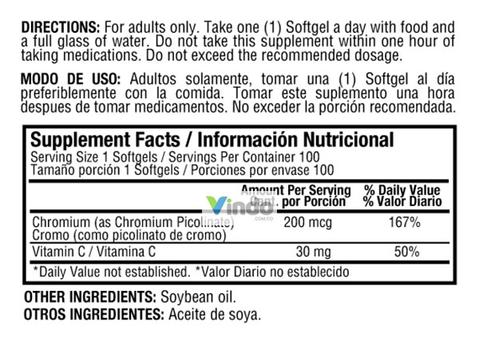 DIRECTIONS: For adults only. Take one (1) Softgel a day with food and
a full glass of water. Do not take this supplement within one hour of
taking medications. Do not exceed the recommended dosage.
MODO DE USO: Adultos solamente, tomar una (1) Softgel al día
preferiblemente con la comida. Tomar este suplemento una hora
despues de tomar medicamentos. No exceder la porción recomendada.
Supplement Facts / Información Nutricional
Serving Size 1 Softgels / Servings Per Container 100
Tamaño porción 1 Softgels / Porciones por envase 100
Amount Per Serving % Daily Value
Cant. por Porción % Valor Diario
Vindo
.COM.CO
Chromium (as Chromium Picolinate) 200 mcg 167%
Cromo (como picolinato de cromo)
Vitamin C / Vitamina C 30 mg 50%
*Daily Value not established. *Valor Diario no establecido
OTHER INGREDIENTS: Soybean oil.
OTROS INGREDIENTES: Aceite de soya.